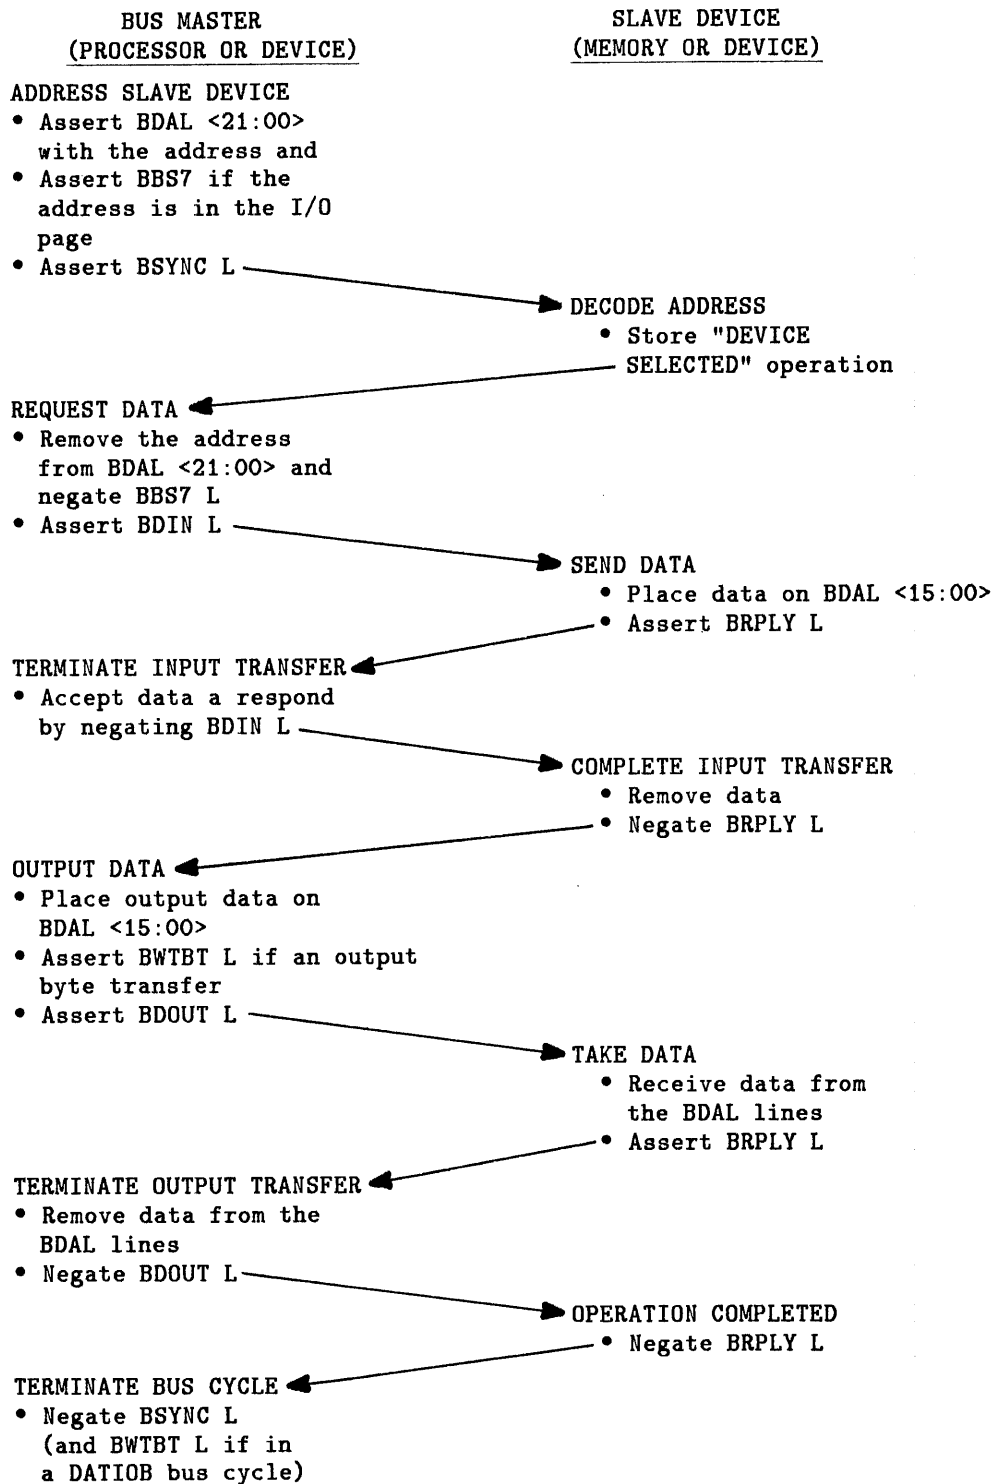 BUS MASTER
(PROCESSOR OR DEVICE)
SLAVE DEVICE
(MEMORY OR DEVICE)
ADDRESS SLAVE DEVICE
• Assert BDAL <21:00>
with the address and
• Assert BBS7 if the
address is in the I/O
page
• Assert BSYNC L
DECODE ADDRESS
• Store "DEVICE
SELECTED" operation
REQUEST DATA
• Remove the address
from BDAL <21:00> and
negate BBS7 L
• Assert BDIN L
SEND DATA
• Place data on BDAL <15:00>
• Assert BRPLY L
TERMINATE INPUT TRANSFER
• Accept data a respond
by negating BDIN L
COMPLETE INPUT TRANSFER
• Remove data
• Negate BRPLY L
OUTPUT DATA
• Place output data on
BDAL <15:00>
• Assert BWTBT L if an output
byte transfer
• Assert BDOUT L
TAKE DATA
• Receive data from
the BDAL lines
• Assert BRPLY L
TERMINATE OUTPUT TRANSFER
• Remove data from the
BDAL lines
• Negate BDOUT L
OPERATION COMPLETED
• Negate BRPLY L
TERMINATE BUS CYCLE
• Negate BSYNC L
(and BWTBT L if in
a DATIOB bus cycle)